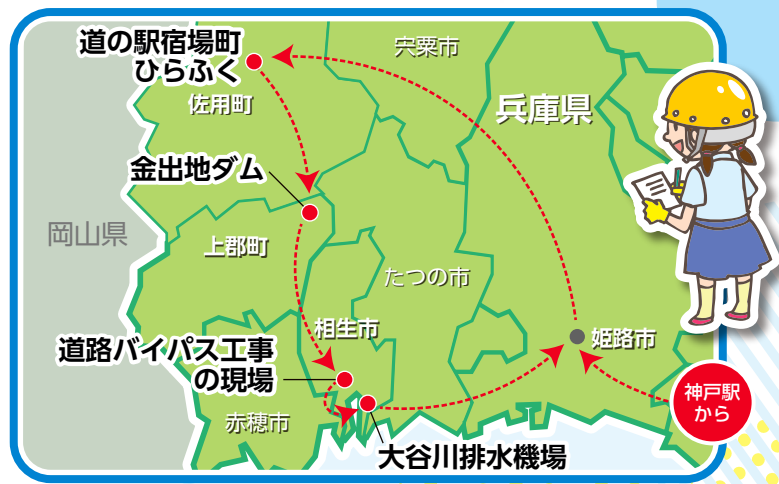 道の駅宿場町
ひらふく
宍粟市
佐用町
兵庫県
金出地ダム
岡山県
上郡町
たつの市
相生市
姫路市
道路バイパス工事
の現場
神戸駅
から
赤穂市
大谷川排水機場